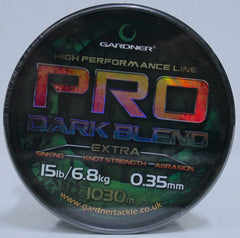 GARDNER
HIGH PERFORMANCE LINE
PRO
DARK BLEND
EXTRA
SINKING - KNOT STRENGTH - ABRASION
15lb/6.8kg 0.35mm
1030m
www.gardnertackle.co.uk